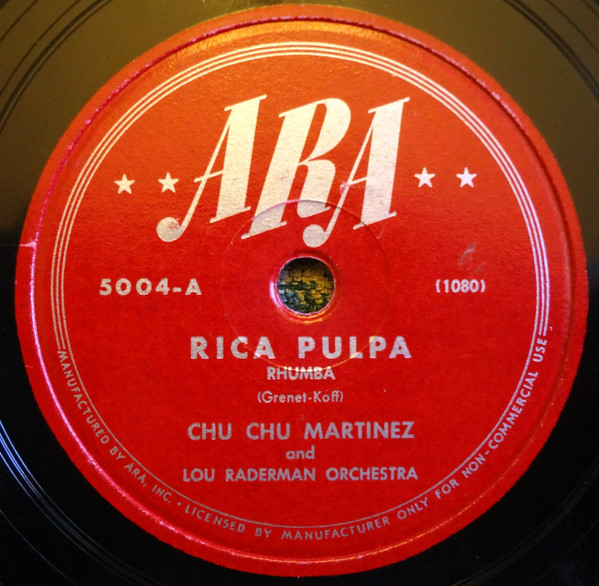 ARA
5004-A
(1080)
RICA PULPA
RHUMBA
(Grenet-Koff)
CHU CHU MARTINEZ
and
LOU RADERMAN ORCHESTRA
MANUFACTURED BY ARA, INC. • LICENSED BY MANUFACTURER ONLY FOR NON-COMMERCIAL USE